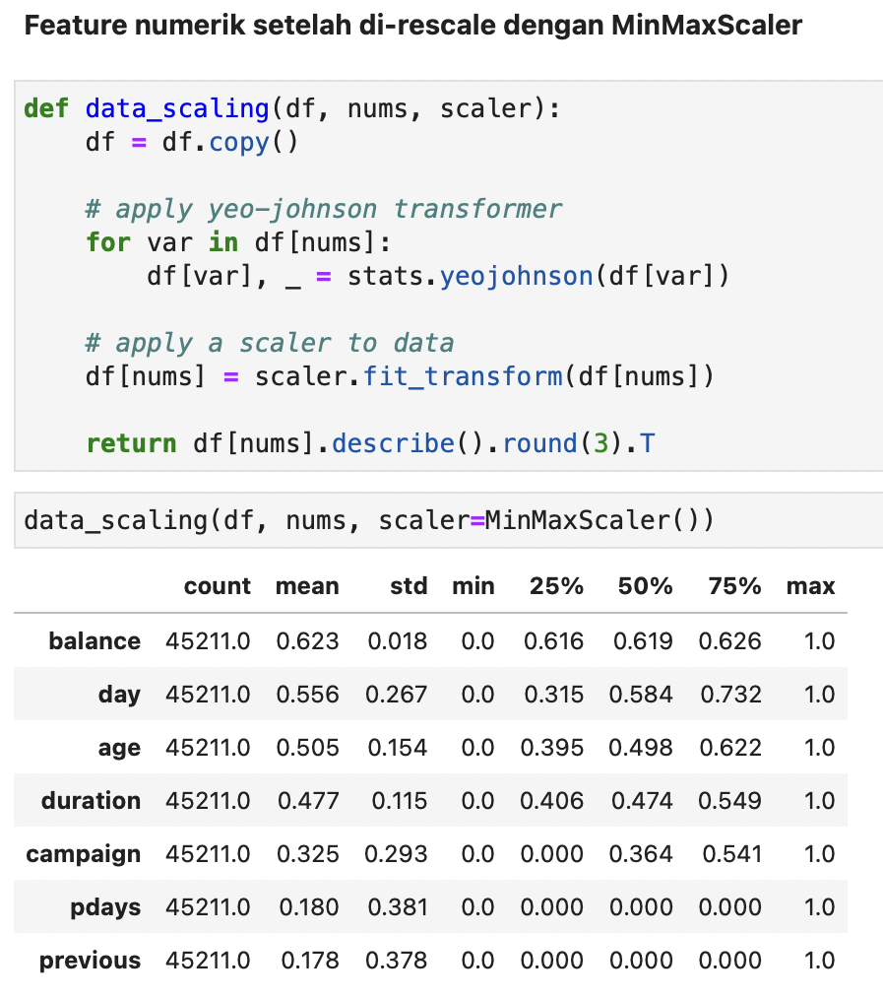 Feature numerik setelah di-rescale dengan MinMaxScaler
def data_scaling(df, nums, scaler):
    df = df.copy()

    # apply yeo-johnson transformer
    for var in df[nums]:
        df[var], _ = stats.yeojohnson(df[var])

    # apply a scaler to data
    df[nums] = scaler.fit_transform(df[nums])

    return df[nums].describe().round(3).T
data_scaling(df, nums, scaler=MinMaxScaler())
count mean std min 25% 50% 75% max
balance 45211.0 0.623 0.018 0.0 0.616 0.619 0.626 1.0
day 45211.0 0.556 0.267 0.0 0.315 0.584 0.732 1.0
age 45211.0 0.505 0.154 0.0 0.395 0.498 0.622 1.0
duration 45211.0 0.477 0.115 0.0 0.406 0.474 0.549 1.0
campaign 45211.0 0.325 0.293 0.0 0.000 0.364 0.541 1.0
pdays 45211.0 0.180 0.381 0.0 0.000 0.000 0.000 1.0
previous 45211.0 0.178 0.378 0.0 0.000 0.000 0.000 1.0